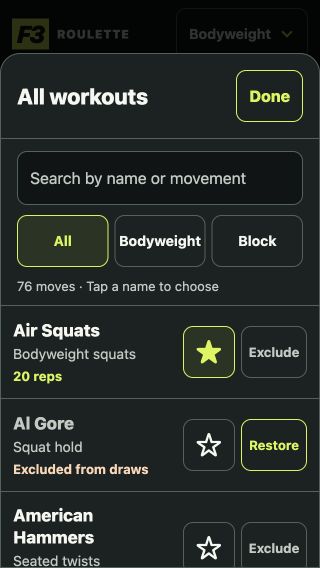 F3 ROULETTE Bodyweight
All workouts Done
Search by name or movement
All Bodyweight Block
76 moves · Tap a name to choose
Air Squats
Bodyweight squats
20 reps
Exclude
Al Gore
Squat hold
Excluded from draws
Restore
American
Hammers
Seated twists
Exclude